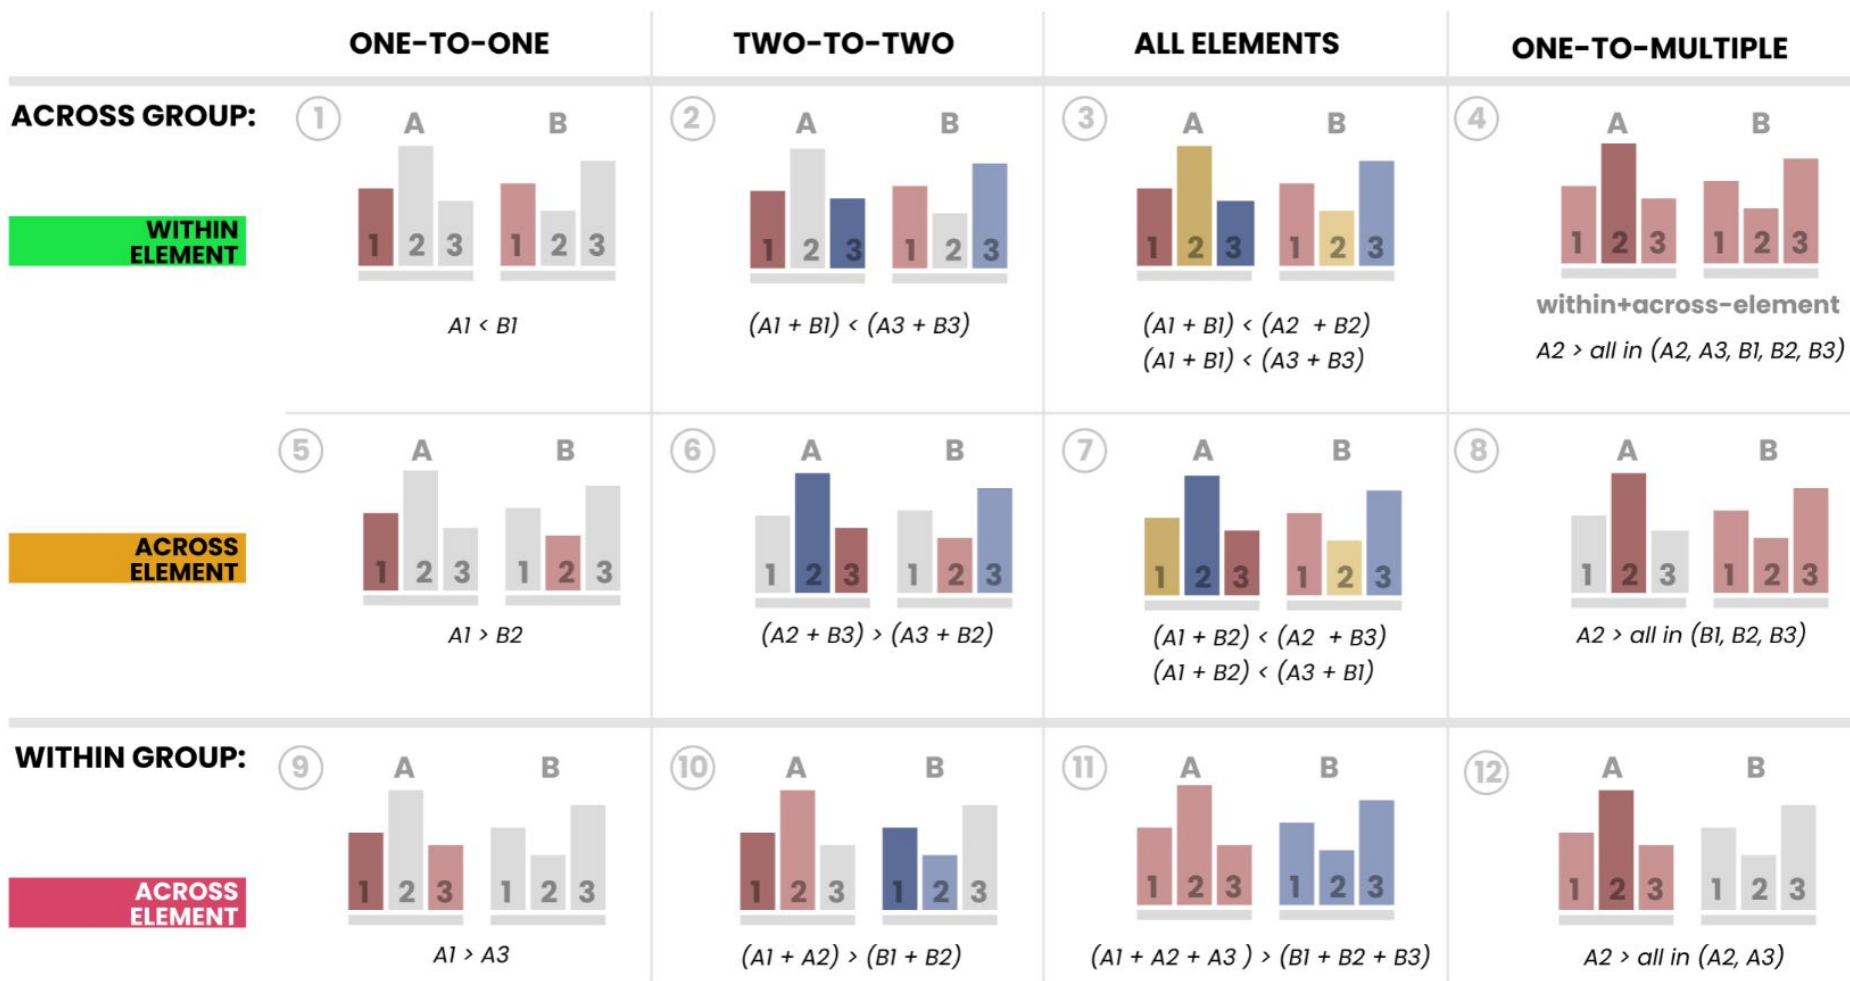 ONE-TO-ONE TWO-TO-TWO ALL ELEMENTS ONE-TO-MULTIPLE
ACROSS GROUP:
WITHIN
ELEMENT
1 A B
1 2 3 1 2 3
A1 < B1
2 A B
1 2 3 1 2 3
(A1 + B1) < (A3 + B3)
3 A B
1 2 3 1 2 3
(A1 + B1) < (A2 + B2)
(A1 + B1) < (A3 + B3)
4 A B
1 2 3 1 2 3
within+across-element
A2 > all in (A2, A3, B1, B2, B3)
ACROSS
ELEMENT
5 A B
1 2 3 1 2 3
A1 > B2
6 A B
1 2 3 1 2 3
(A2 + B3) > (A3 + B2)
7 A B
1 2 3 1 2 3
(A1 + B2) < (A2 + B3)
(A1 + B2) < (A3 + B1)
8 A B
1 2 3 1 2 3
A2 > all in (B1, B2, B3)
WITHIN GROUP:
ACROSS
ELEMENT
9 A B
1 2 3 1 2 3
A1 > A3
10 A B
1 2 3 1 2 3
(A1 + A2) > (B1 + B2)
11 A B
1 2 3 1 2 3
(A1 + A2 + A3 ) > (B1 + B2 + B3)
12 A B
1 2 3 1 2 3
A2 > all in (A2, A3)